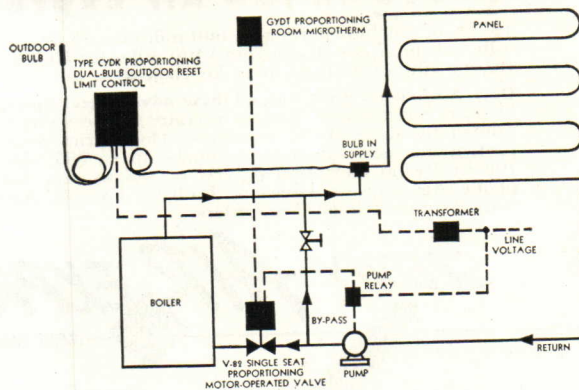 GYDT PROPORTIONING
ROOM MICROTHERM
PANEL
OUTDOOR
BULB
TYPE CYDK PROPORTIONING
DUAL-BULB OUTDOOR RESET
LIMIT CONTROL
BULB IN
SUPPLY
TRANSFORMER
LINE
VOLTAGE
BOILER
PUMP
RELAY
BY-PASS
V-82 SINGLE SEAT
PROPORTIONING
MOTOR-OPERATED VALVE
PUMP
RETURN